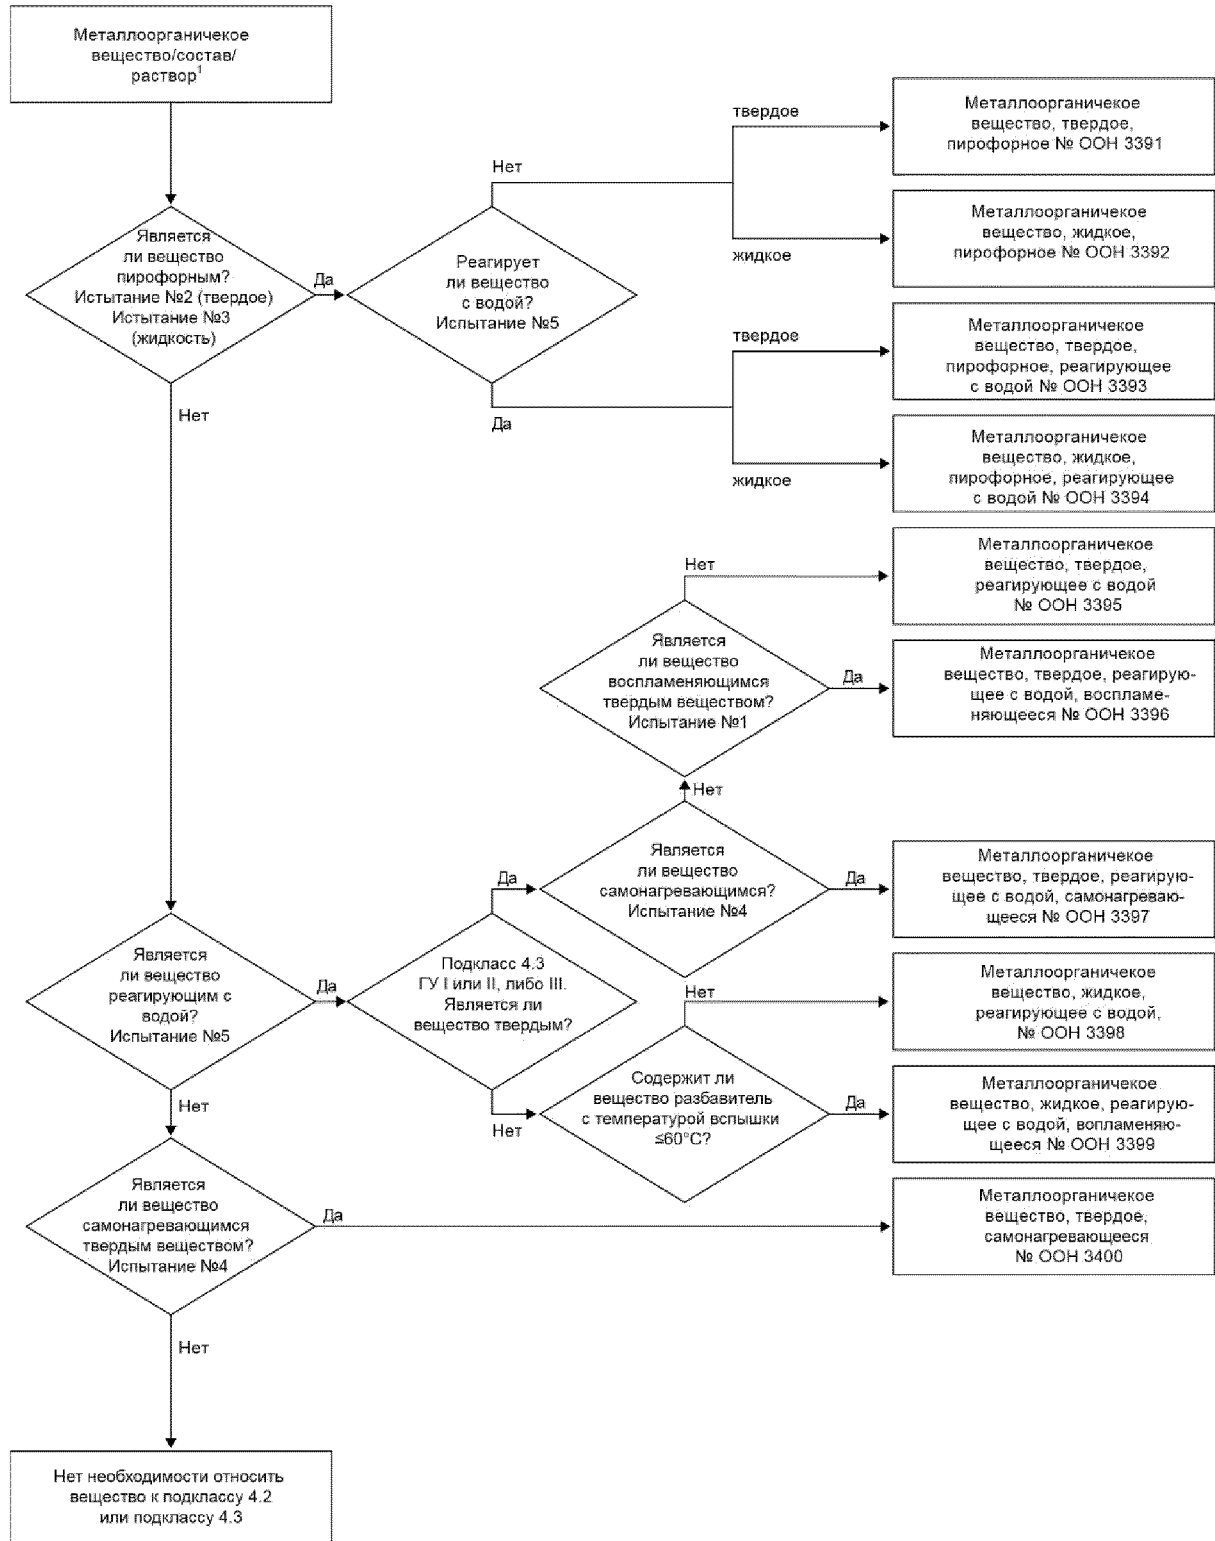 Металлоорганичекое
вещество/состав/
раствор¹
твердое
Металлоорганичекое
вещество, твердое,
пирофорное № ООН 3391
Нет
Металлоорганичекое
вещество, жидкое,
пирофорное № ООН 3392
жидкое
Является
ли вещество
пирофорным?
Истытание №2 (твердое)
Истытание №3
(жидкость)
Да
Реагирует
ли вещество
с водой?
Испытание №5
твердое
Металлоорганичекое
вещество, твердое,
пирофорное, реагирующее
с водой № ООН 3393
Нет
Да
Металлоорганичекое
вещество, жидкое,
пирофорное, реагирующее
с водой № ООН 3394
жидкое
Нет
Металлоорганичекое
вещество, твердое,
реагирующее с водой
№ ООН 3395
Является
ли вещество
воспламеняющимся
твердым веществом?
Испытание №1
Да
Металлоорганичекое
вещество, твердое, реагирую-
щее с водой, воспламе-
няющееся № ООН 3396
Нет
Является
ли вещество
самонагревающимся?
Испытание №4
Да
Да
Металлоорганичекое
вещество, твердое, реагирую-
щее с водой, самонагреваю-
щееся № ООН 3397
Является
ли вещество
реагирующим с
водой?
Испытание №5
Да
Подкласс 4.3
ГУ I или II, либо III.
Является ли
вещество твердым?
Нет
Металлоорганичекое
вещество, жидкое,
реагирующее с водой,
№ ООН 3398
Содержит ли
вещество разбавитель
с температурой вспышки
≤60°С?
Да
Металлоорганичекое
вещество, жидкое, реагирую-
щее с водой, вопламеняю-
щееся № ООН 3399
Нет
Нет
Является
ли вещество
самонагревающимся
твердым веществом?
Испытание №4
Да
Металлоорганичекое
вещество, твердое,
самонагревающееся
№ ООН 3400
Нет
Нет необходимости относить
вещество к подклассу 4.2
или подклассу 4.3